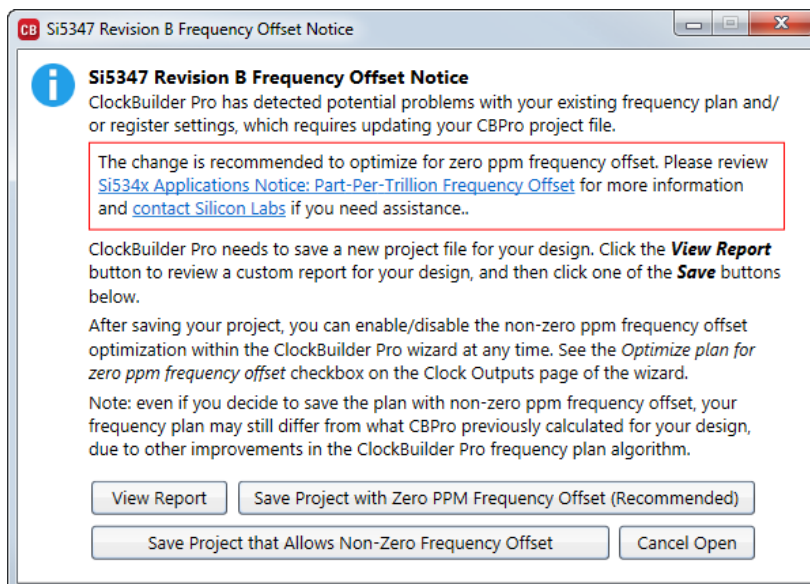 CB Si5347 Revision B Frequency Offset Notice
Si5347 Revision B Frequency Offset Notice
ClockBuilder Pro has detected potential problems with your existing frequency plan and/
or register settings, which requires updating your CBPro project file.
The change is recommended to optimize for zero ppm frequency offset. Please review
Si534x Applications Notice: Part-Per-Trillion Frequency Offset for more information
and contact Silicon Labs if you need assistance..
ClockBuilder Pro needs to save a new project file for your design. Click the View Report
button to review a custom report for your design, and then click one of the Save buttons
below.
After saving your project, you can enable/disable the non-zero ppm frequency offset
optimization within the ClockBuilder Pro wizard at any time. See the Optimize plan for
zero ppm frequency offset checkbox on the Clock Outputs page of the wizard.
Note: even if you decide to save the plan with non-zero ppm frequency offset, your
frequency plan may still differ from what CBPro previously calculated for your design,
due to other improvements in the ClockBuilder Pro frequency plan algorithm.
View Report Save Project with Zero PPM Frequency Offset (Recommended)
Save Project that Allows Non-Zero Frequency Offset Cancel Open